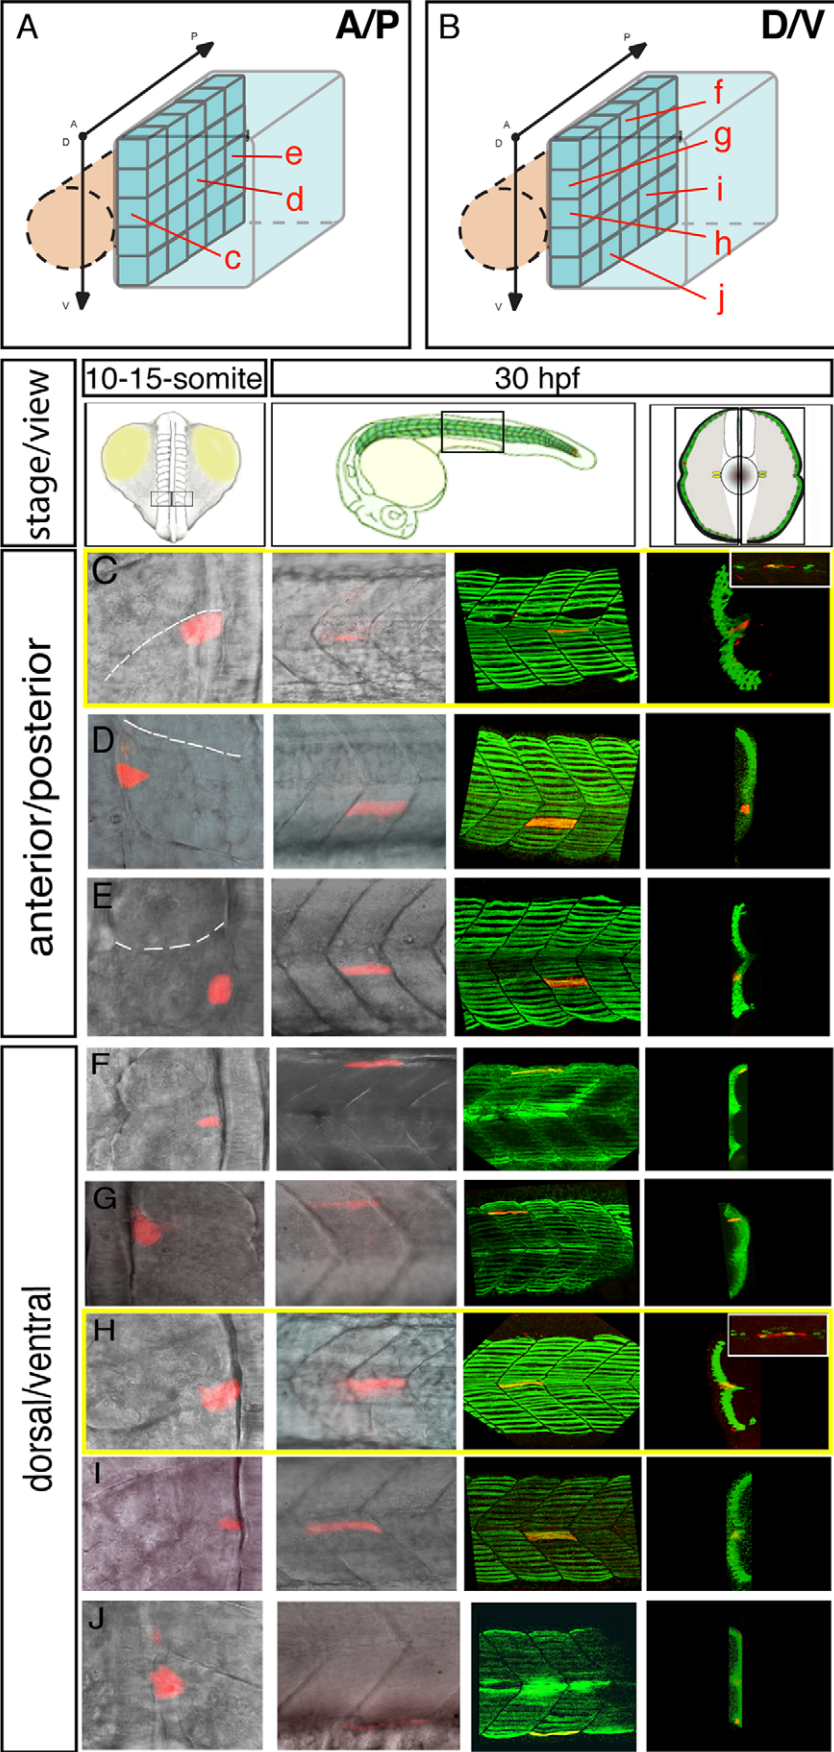 A
A/P
P
A
D
V
e
d
c
B
D/V
P
A
D
V
f
g
i
h
j
stage/view
10-15-somite
30 hpf
anterior/posterior
C
D
E
dorsal/ventral
F
G
H
I
J